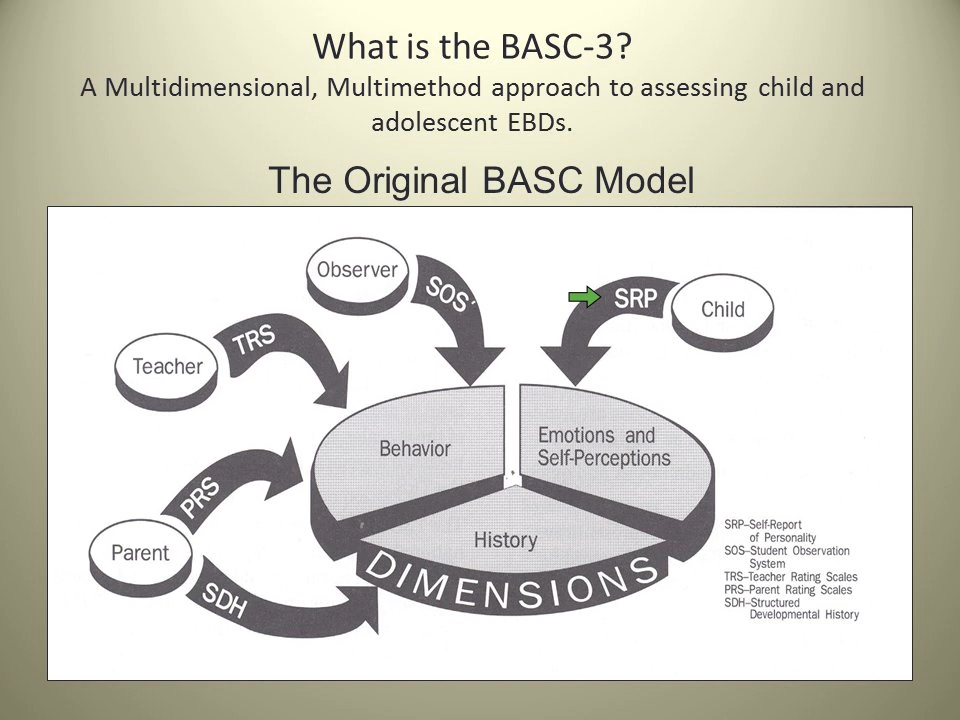 What is the BASC-3?
A Multidimensional, Multimethod approach to assessing child and
adolescent EBDs.
The Original BASC Model
Observer
SOS
SRP
Child
TRS
Teacher
Behavior
Emotions and
Self-Perceptions
PRS
Parent
SDH
History
DIMENSIONS
SRP–Self-Report
of Personality
SOS–Student Observation
System
TRS–Teacher Rating Scales
PRS–Parent Rating Scales
SDH–Structured
Developmental History